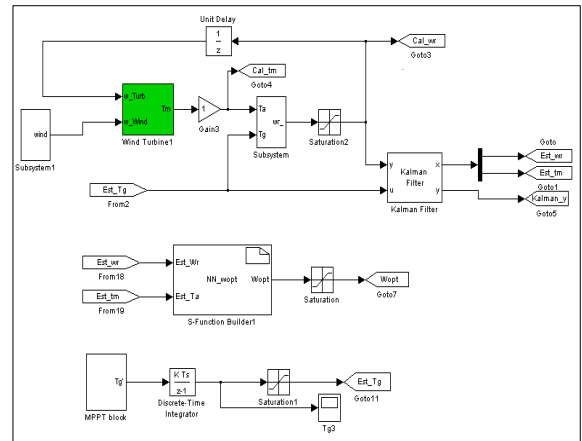 Unit Delay
1
z
Cal_wr
Goto3
Cal_tm
Goto4
w_Turb
Tm
w_Wind
Wind Turbine1
1
Gain3
Ta
wr_
Tg
Subsystem
Saturation2
wind
Subsystem1
y
x
Kalman
Filter
u
y
Kalman Filter
Goto
Est_wr
Est_tm
Goto1
Kalman_y
Goto5
Est_Tg
From2
Est_wr
From18
Est_tm
From19
Est_Wr
NN_wopt
Wopt
Est_Ta
S-Function Builder1
Saturation
Wopt
Goto7
Tg'
MPPT block
K Ts
z-1
Discrete-Time
Integrator
Saturation1
Est_Tg
Goto11
Tg3